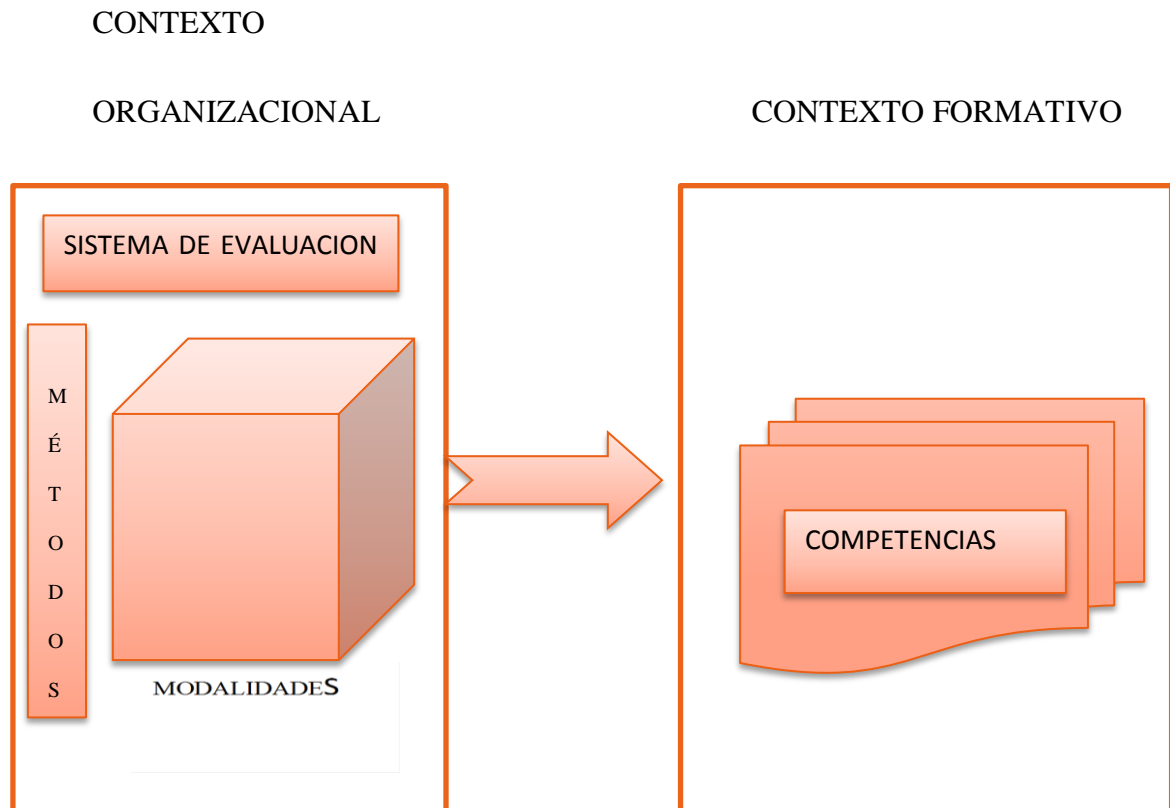 CONTEXTO
ORGANIZACIONAL
CONTEXTO FORMATIVO
SISTEMA DE EVALUACION
M
É
T
O
D
O
S
MODALIDADES
COMPETENCIAS